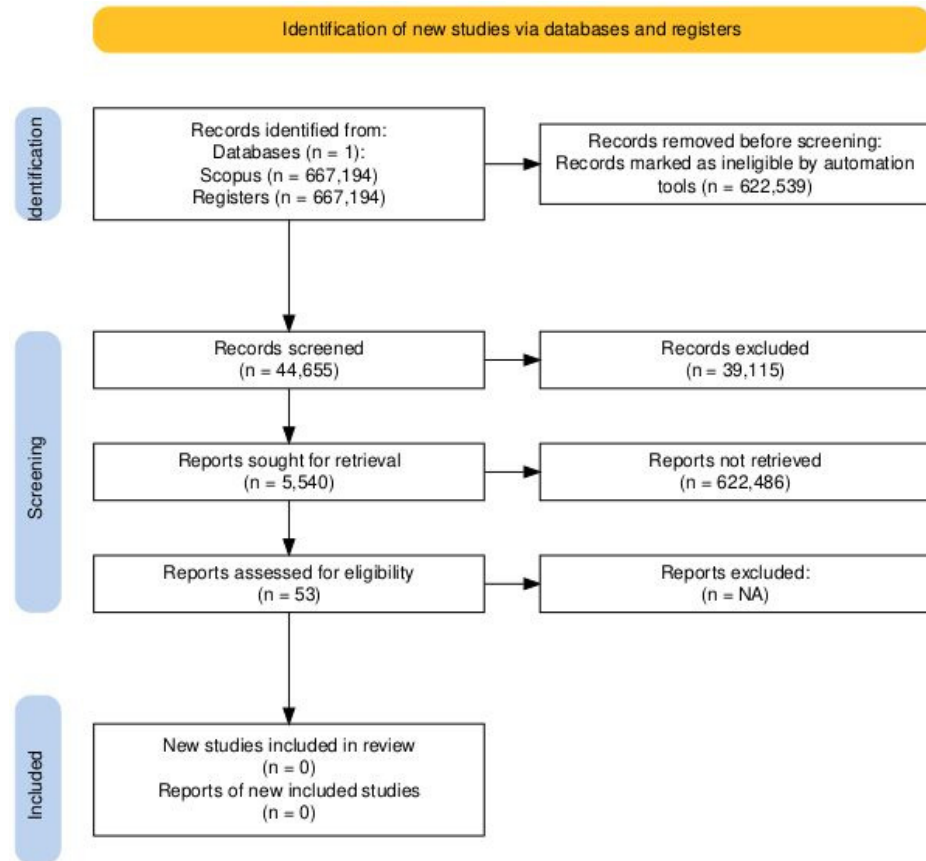 Identification of new studies via databases and registers
Identification
Records identified from:
Databases (n = 1):
Scopus (n = 667,194)
Registers (n = 667,194)
Records removed before screening:
Records marked as ineligible by automation
tools (n = 622,539)
Screening
Records screened
(n = 44,655)
Records excluded
(n = 39,115)
Reports sought for retrieval
(n = 5,540)
Reports not retrieved
(n = 622,486)
Reports assessed for eligibility
(n = 53)
Reports excluded:
(n = NA)
Included
New studies included in review
(n = 0)
Reports of new included studies
(n = 0)